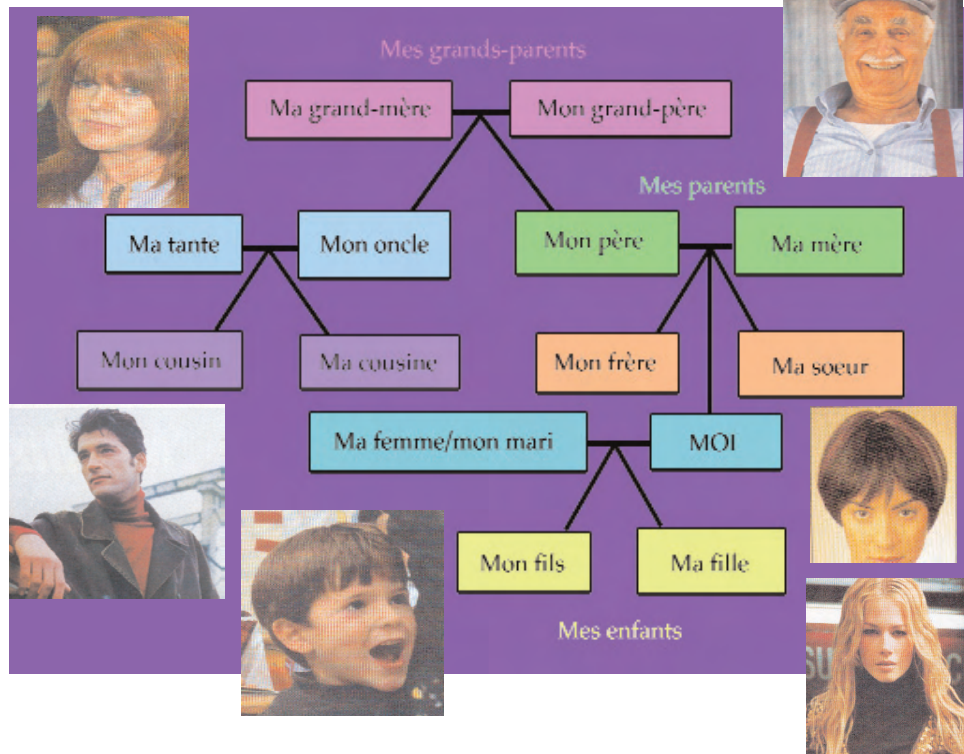 Mes grands-parents
Ma grand-mère
Mon grand-père
Mes parents
Ma tante
Mon oncle
Mon père
Ma mère
Mon cousin
Ma cousine
Mon frère
Ma soeur
Ma femme/mon mari
MOI
Mon fils
Ma fille
Mes enfants